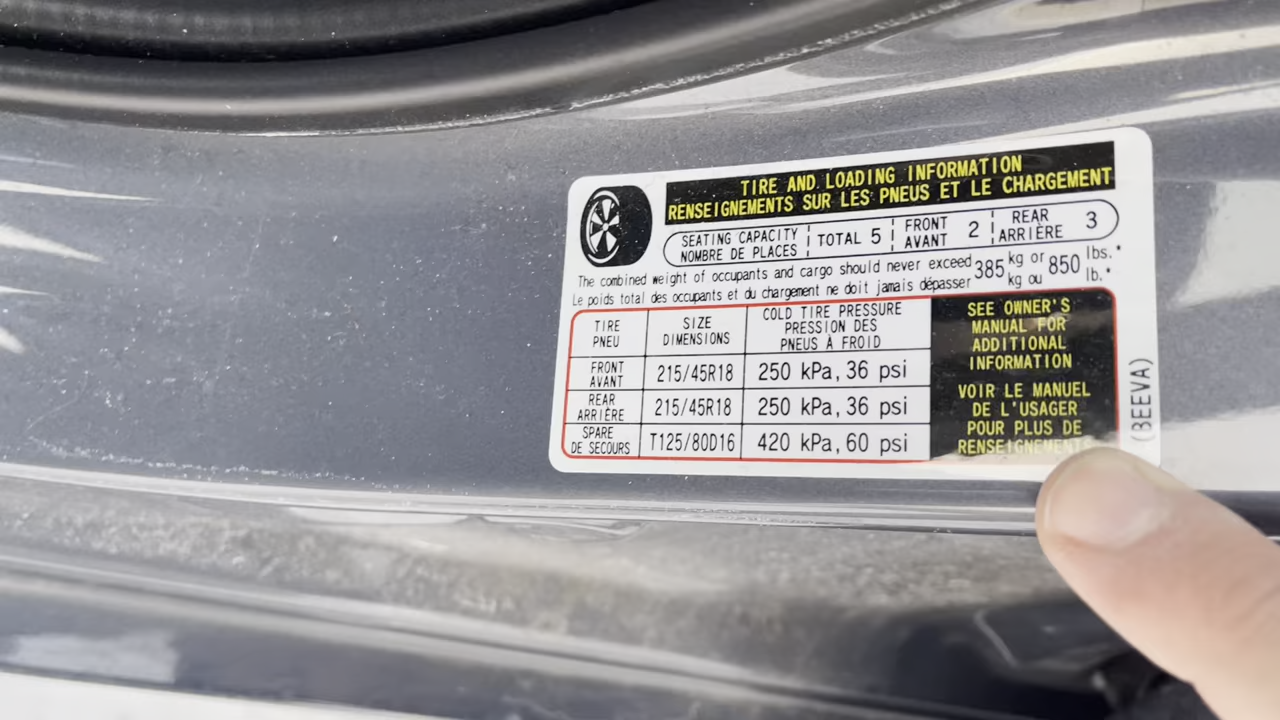 TIRE AND LOADING INFORMATION
RENSEIGNEMENTS SUR LES PNEUS ET LE CHARGEMENT
SEATING CAPACITY
NOMBRE DE PLACES
TOTAL 5
FRONT
AVANT
2
REAR
ARRIÈRE
3
The combined weight of occupants and cargo should never exceed 385 kg or 850 lbs.*
Le poids total des occupants et du chargement ne doit jamais dépasser kg ou lb.*
TIRE
PNEU
SIZE
DIMENSIONS
COLD TIRE PRESSURE
PRESSION DES
PNEUS À FROID
FRONT
AVANT
215/45R18
250 kPa, 36 psi
REAR
ARRIÈRE
215/45R18
250 kPa, 36 psi
SPARE
DE SECOURS
T125/80D16
420 kPa, 60 psi
SEE OWNER'S
MANUAL FOR
ADDITIONAL
INFORMATION
VOIR LE MANUEL
DE L'USAGER
POUR PLUS DE
RENSEIGNEMENTS
(BEEVA)